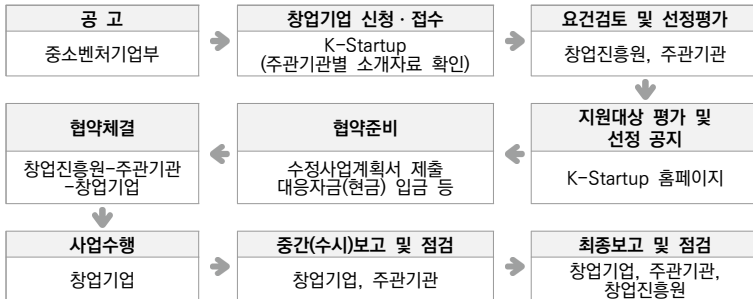 공 고
중소벤처기업부
창업기업 신청·접수
K-Startup
(주관기관별 소개자료 확인)
요건검토 및 선정평가
창업진흥원, 주관기관
지원대상 평가 및
선정 공지
K-Startup 홈페이지
협약준비
수정사업계획서 제출
대응자금(현금) 입금 등
협약체결
창업진흥원-주관기관
-창업기업
사업수행
창업기업
중간(수시)보고 및 점검
창업기업, 주관기관
최종보고 및 점검
창업기업, 주관기관,
창업진흥원